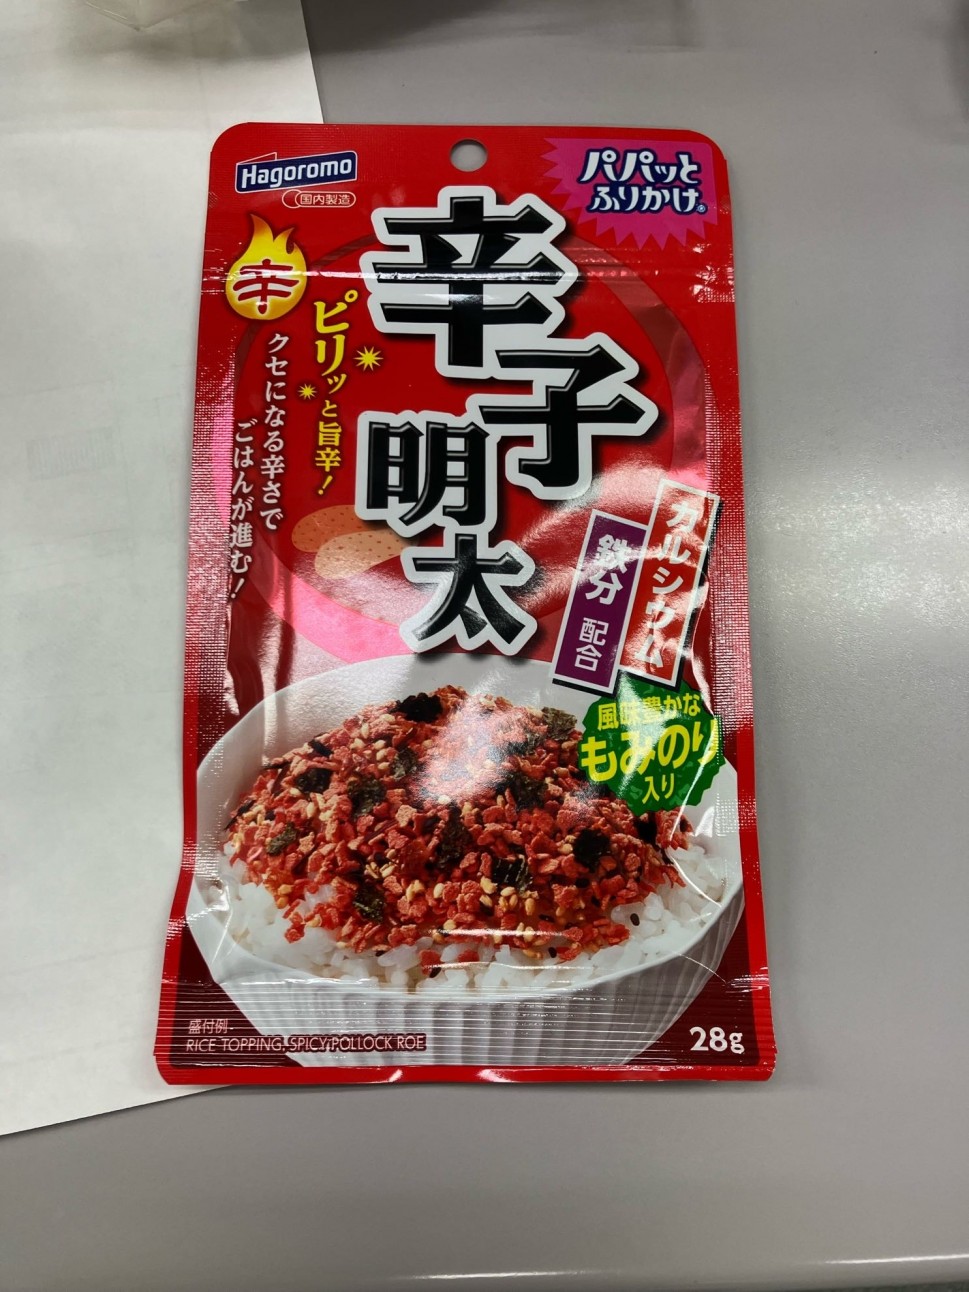 Hagoromo
国内製造
パパッと
ふりかけ®
辛
ピリッと旨辛!
クセになる辛さで
ごはんが進む!
辛子
明太
カルシウム
鉄分 配合
風味豊かな
もみのり
入り
盛付例
RICE TOPPING, SPICY POLLOCK ROE
28g